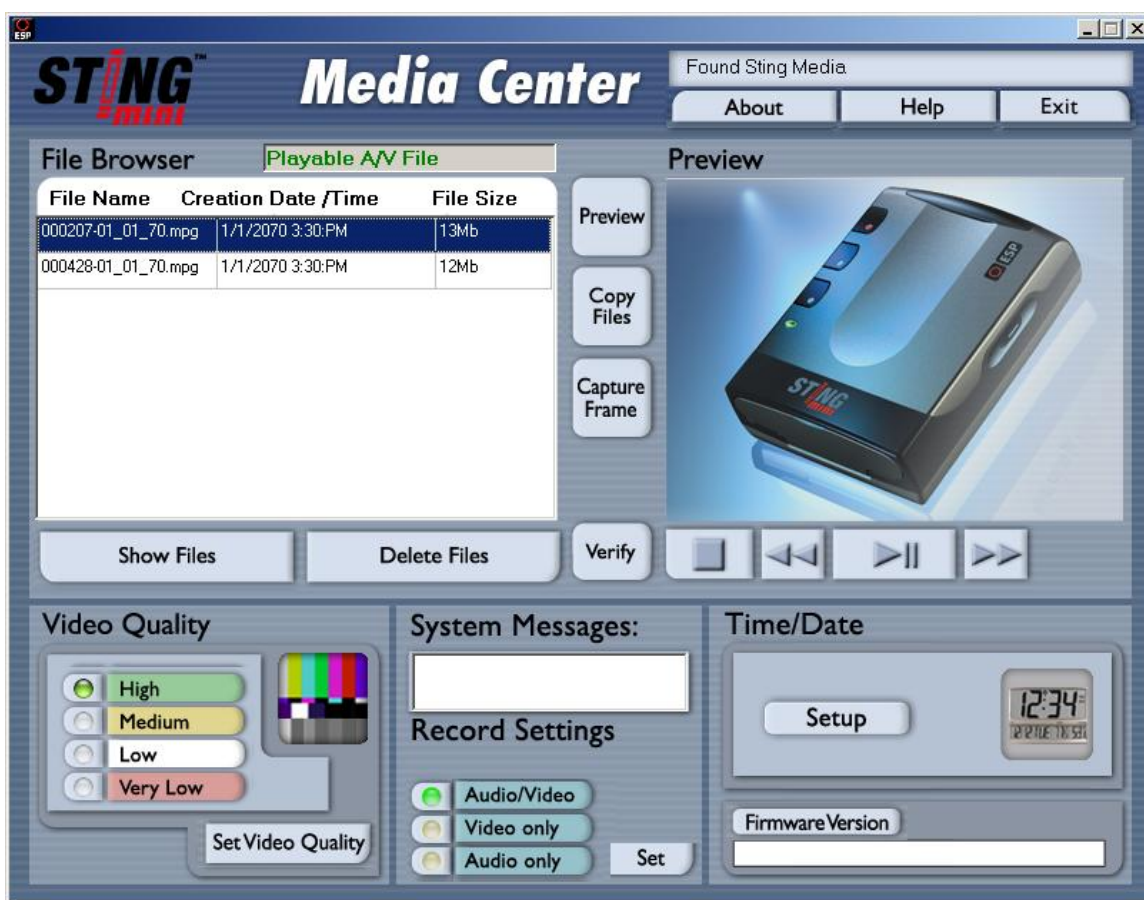 ESP
STING™
mini
Media Center
Found Sting Media
About
Help
Exit
File Browser
Playable A/V File
Preview
File Name
Creation Date /Time
File Size
000207-01_01_70.mpg
1/1/2070 3:30:PM
13Mb
000428-01_01_70.mpg
1/1/2070 3:30:PM
12Mb
Preview
Copy
Files
Capture
Frame
ESP
STING
mini
Show Files
Delete Files
Verify
Video Quality
High
Medium
Low
Very Low
Set Video Quality
System Messages:
Record Settings
Audio/Video
Video only
Audio only
Set
Time/Date
Setup
12:34
Firmware Version